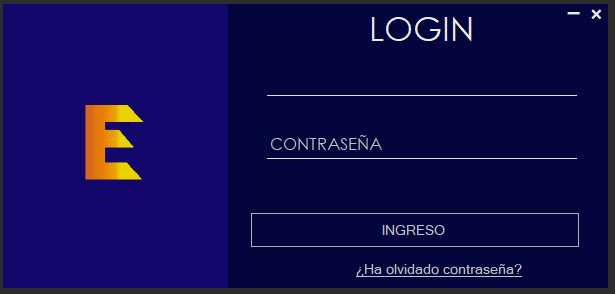 LOGIN
E
CONTRASEÑA
INGRESO
¿Ha olvidado contraseña?